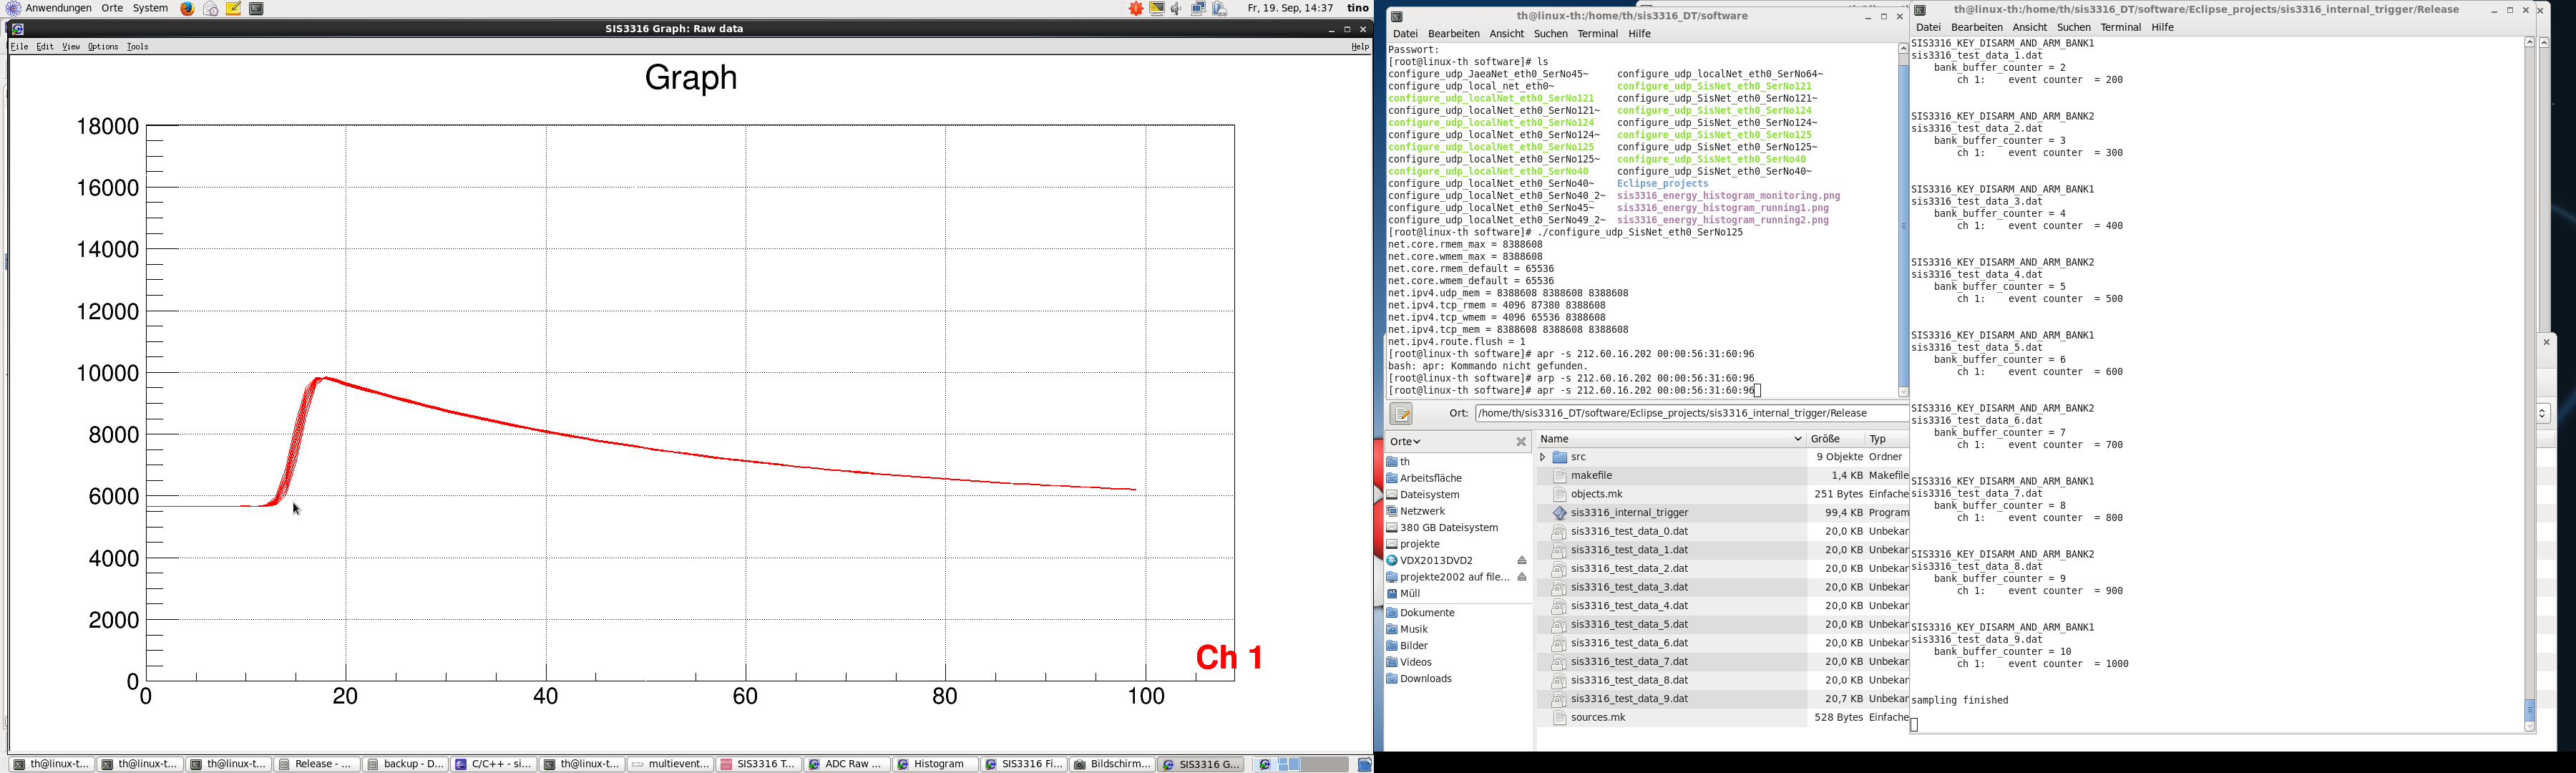 Anwendungen Orte System
Fr, 19. Sep, 14:37 tino
SIS3316 Graph: Raw data
File Edit View Options Tools
Help
Graph
18000
16000
14000
12000
10000
8000
6000
4000
2000
0
0 20 40 60 80 100
Ch 1
th@linux-t... th@linux-t... th@linux-t... Release - ... backup - D... C/C++ - si... th@linux-t... multievent... SIS3316 T... ADC Raw ... Histogram SIS3316 Fi... Bildschirm... SIS3316 G...
th@linux-th:/home/th/sis3316_DT/software
Datei Bearbeiten Ansicht Suchen Terminal Hilfe
Passwort:
[root@linux-th software]# ls
configure_udp_JaeaNet_eth0_SerNo45~ configure_udp_localNet_eth0_SerNo64~
configure_udp_local_net_eth0~ configure_udp_SisNet_eth0_SerNo121
configure_udp_localNet_eth0_SerNo121 configure_udp_SisNet_eth0_SerNo121~
configure_udp_localNet_eth0_SerNo121~ configure_udp_SisNet_eth0_SerNo124
configure_udp_localNet_eth0_SerNo124 configure_udp_SisNet_eth0_SerNo124~
configure_udp_localNet_eth0_SerNo124~ configure_udp_SisNet_eth0_SerNo125
configure_udp_localNet_eth0_SerNo125 configure_udp_SisNet_eth0_SerNo125~
configure_udp_localNet_eth0_SerNo125~ configure_udp_SisNet_eth0_SerNo40
configure_udp_localNet_eth0_SerNo40 configure_udp_SisNet_eth0_SerNo40~
configure_udp_localNet_eth0_SerNo40~ Eclipse_projects
configure_udp_localNet_eth0_SerNo40_2~ sis3316_energy_histogram_monitoring.png
configure_udp_localNet_eth0_SerNo45~ sis3316_energy_histogram_running1.png
configure_udp_localNet_eth0_SerNo49_2~ sis3316_energy_histogram_running2.png
[root@linux-th software]# ./configure_udp_SisNet_eth0_SerNo125
net.core.rmem_max = 8388608
net.core.wmem_max = 8388608
net.core.rmem_default = 65536
net.core.wmem_default = 65536
net.ipv4.udp_mem = 8388608 8388608 8388608
net.ipv4.tcp_rmem = 4096 87380 8388608
net.ipv4.tcp_wmem = 4096 65536 8388608
net.ipv4.tcp_mem = 8388608 8388608 8388608
net.ipv4.route.flush = 1
[root@linux-th software]# apr -s 212.60.16.202 00:00:56:31:60:96
bash: apr: Kommando nicht gefunden.
[root@linux-th software]# arp -s 212.60.16.202 00:00:56:31:60:96
[root@linux-th software]# apr -s 212.60.16.202 00:00:56:31:60:96
Ort: /home/th/sis3316_DT/software/Eclipse_projects/sis3316_internal_trigger/Release
Orte
th
Arbeitsfläche
Dateisystem
Netzwerk
380 GB Dateisystem
projekte
VDX2013DVD2
projekte2002 auf file...
Müll
Dokumente
Musik
Bilder
Videos
Downloads
Name Größe Typ
src 9 Objekte Ordner
makefile 1,4 KB Makefile
objects.mk 251 Bytes Einfache
sis3316_internal_trigger 99,4 KB Program
sis3316_test_data_0.dat 20,0 KB Unbekar
sis3316_test_data_1.dat 20,0 KB Unbekar
sis3316_test_data_2.dat 20,0 KB Unbekar
sis3316_test_data_3.dat 20,0 KB Unbekar
sis3316_test_data_4.dat 20,0 KB Unbekar
sis3316_test_data_5.dat 20,0 KB Unbekar
sis3316_test_data_6.dat 20,0 KB Unbekar
sis3316_test_data_7.dat 20,0 KB Unbekar
sis3316_test_data_8.dat 20,0 KB Unbekar
sis3316_test_data_9.dat 20,7 KB Unbekar
sources.mk 528 Bytes Einfache
th@linux-th:/home/th/sis3316_DT/software/Eclipse_projects/sis3316_internal_trigger/Release
Datei Bearbeiten Ansicht Suchen Terminal Hilfe
SIS3316_KEY_DISARM_AND_ARM_BANK1
sis3316_test_data_1.dat
bank_buffer_counter = 2
ch 1: event counter = 200
SIS3316_KEY_DISARM_AND_ARM_BANK2
sis3316_test_data_2.dat
bank_buffer_counter = 3
ch 1: event counter = 300
SIS3316_KEY_DISARM_AND_ARM_BANK1
sis3316_test_data_3.dat
bank_buffer_counter = 4
ch 1: event counter = 400
SIS3316_KEY_DISARM_AND_ARM_BANK2
sis3316_test_data_4.dat
bank_buffer_counter = 5
ch 1: event counter = 500
SIS3316_KEY_DISARM_AND_ARM_BANK1
sis3316_test_data_5.dat
bank_buffer_counter = 6
ch 1: event counter = 600
SIS3316_KEY_DISARM_AND_ARM_BANK2
sis3316_test_data_6.dat
bank_buffer_counter = 7
ch 1: event counter = 700
SIS3316_KEY_DISARM_AND_ARM_BANK1
sis3316_test_data_7.dat
bank_buffer_counter = 8
ch 1: event counter = 800
SIS3316_KEY_DISARM_AND_ARM_BANK2
sis3316_test_data_8.dat
bank_buffer_counter = 9
ch 1: event counter = 900
SIS3316_KEY_DISARM_AND_ARM_BANK1
sis3316_test_data_9.dat
bank_buffer_counter = 10
ch 1: event counter = 1000
sampling finished